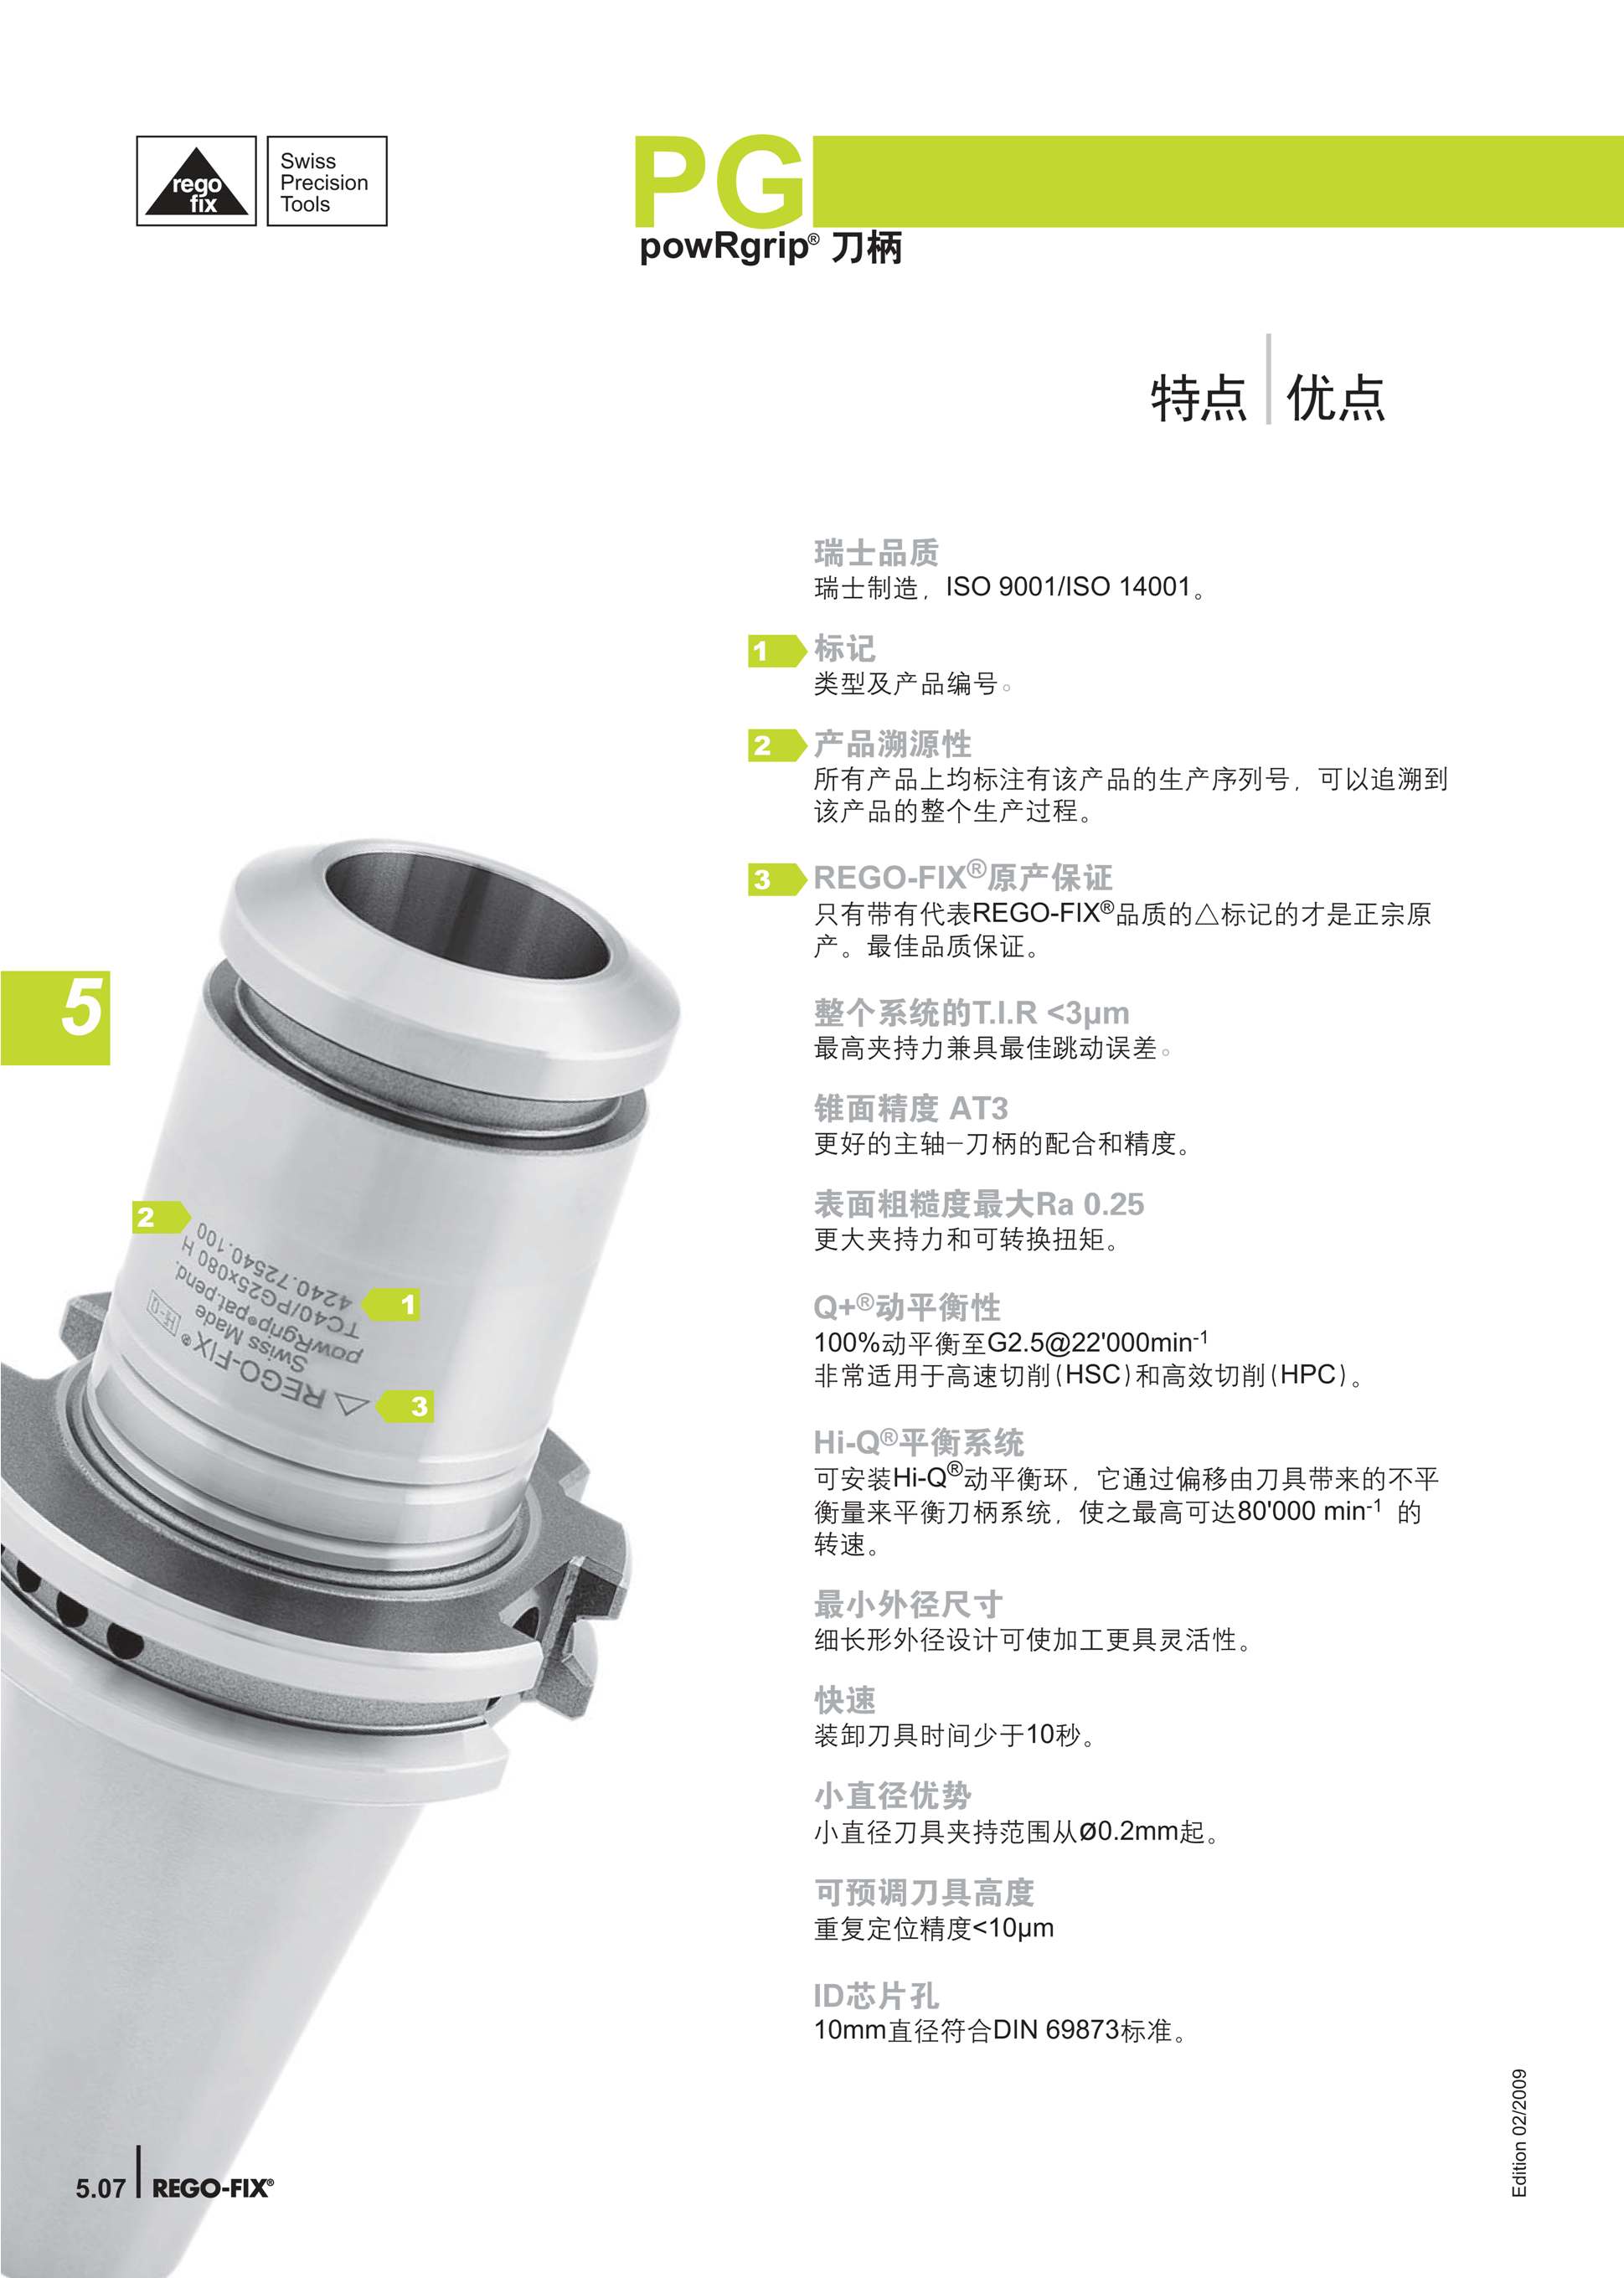 rego
fix
Swiss
Precision
Tools
PG
powRgrip® 刀柄
特点 优点
瑞士品质
瑞士制造，ISO 9001/ISO 14001。
1 标记
类型及产品编号。
2 产品溯源性
所有产品上均标注有该产品的生产序列号，可以追溯到
该产品的整个生产过程。
3 REGO-FIX®原产保证
只有带有代表REGO-FIX®品质的△标记的才是正宗原
产。最佳品质保证。
整个系统的T.I.R <3µm
最高夹持力兼具最佳跳动误差。
锥面精度 AT3
更好的主轴—刀柄的配合和精度。
表面粗糙度最大Ra 0.25
更大夹持力和可转换扭矩。
Q+®动平衡性
100%动平衡至G2.5@22'000min-1
非常适用于高速切削(HSC)和高效切削(HPC)。
Hi-Q®平衡系统
可安装Hi-Q®动平衡环，它通过偏移由刀具带来的不平
衡量来平衡刀柄系统，使之最高可达80'000 min-1 的
转速。
最小外径尺寸
细长形外径设计可使加工更具灵活性。
快速
装卸刀具时间少于10秒。
小直径优势
小直径刀具夹持范围从ø0.2mm起。
可预调刀具高度
重复定位精度<10µm
ID芯片孔
10mm直径符合DIN 69873标准。
5
2
1
3
△ REGO-FIX® Hi-Q
Swiss Made
powRgrip® pat.pend.
TC40/PG25x080 H
4240.72540.100
5.07 REGO-FIX®
Edition 02/2009